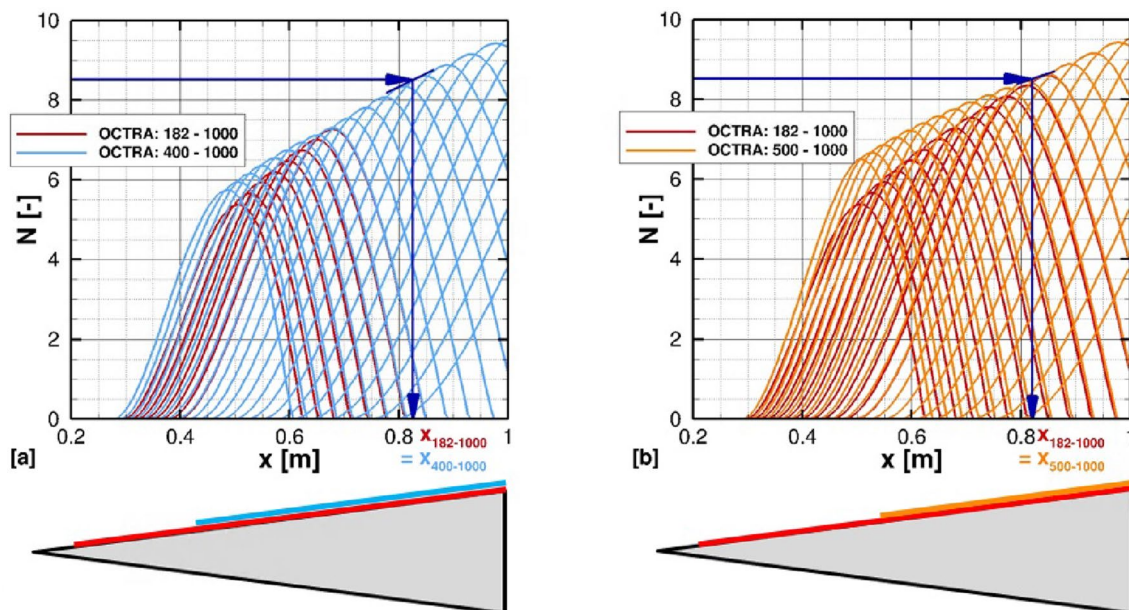 10
8
6
4
2
0
N [-]
OCTRA: 182 - 1000
OCTRA: 400 - 1000
0.2
0.4
0.6
0.8
1
x [m]
x182-1000
= x400-1000
[a]
10
8
6
4
2
0
N [-]
OCTRA: 182 - 1000
OCTRA: 500 - 1000
0.2
0.4
0.6
0.8
1
x [m]
x182-1000
= x500-1000
[b]